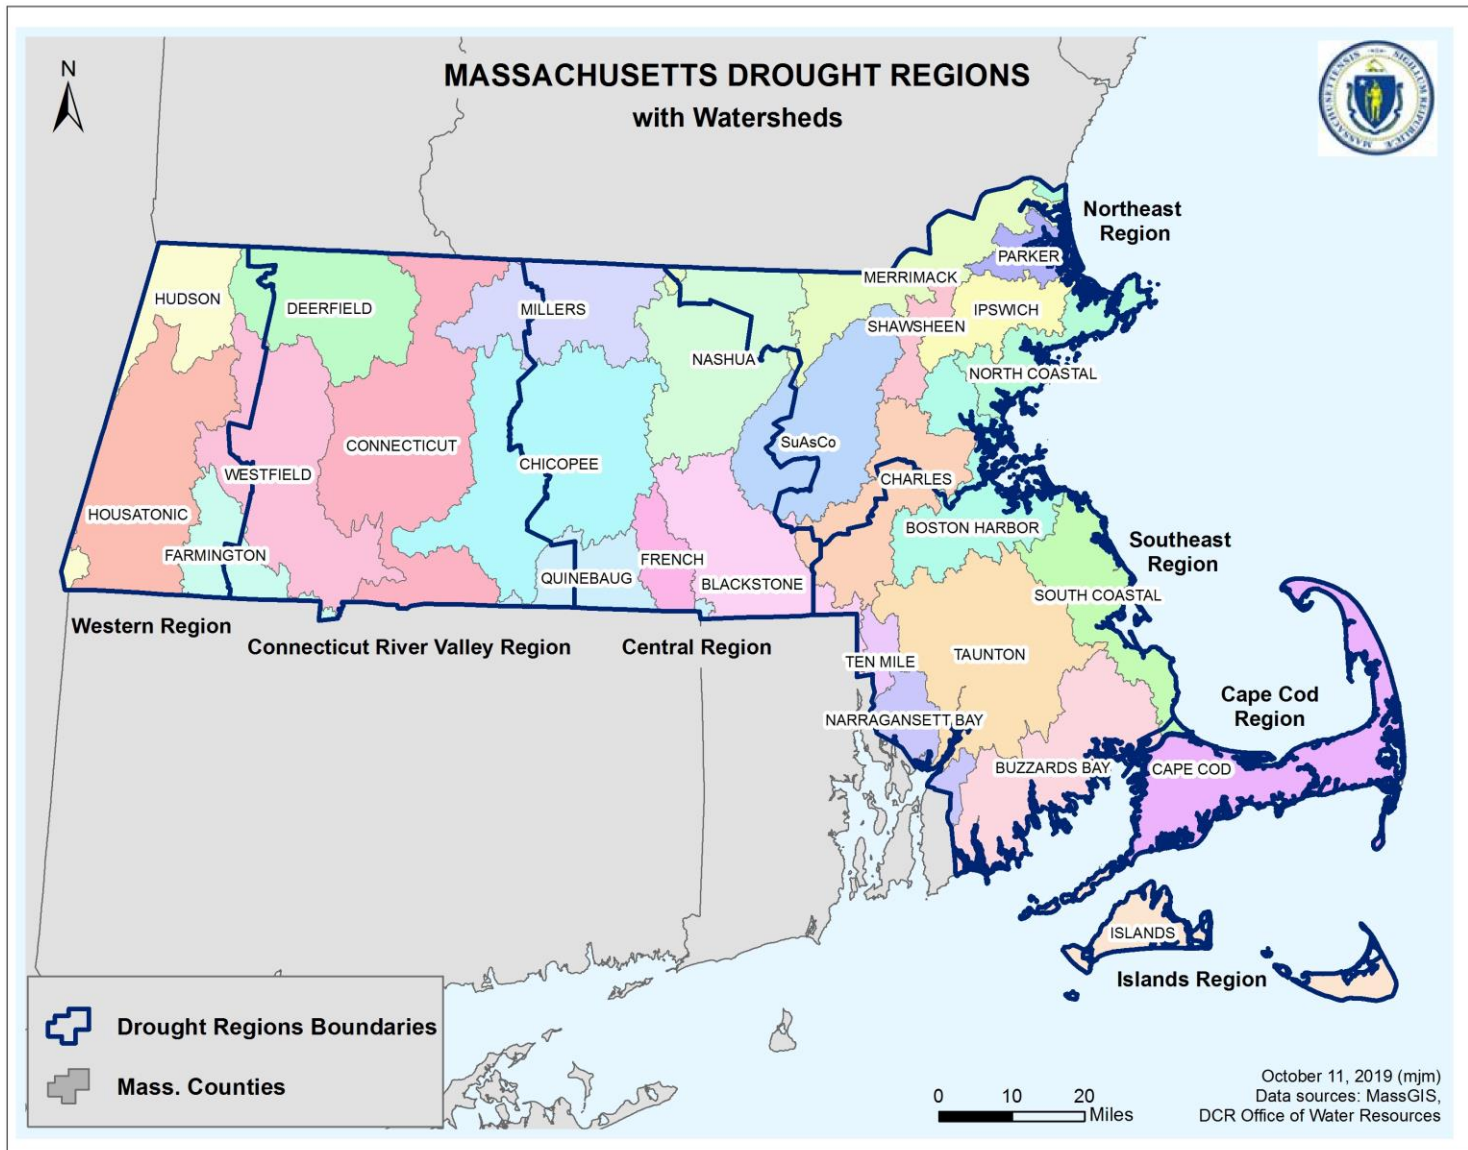 MASSACHUSETTS DROUGHT REGIONS
with Watersheds
N
MASSACHUSETTENSIS SIGILLUM REIPUBLICÆ
Northeast
Region
PARKER
MERRIMACK
HUDSON
DEERFIELD
MILLERS
IPSWICH
SHAWSHEEN
NASHUA
NORTH COASTAL
CONNECTICUT
SuAsCo
CHICOPEE
WESTFIELD
CHARLES
HOUSATONIC
BOSTON HARBOR
Southeast
Region
FARMINGTON
FRENCH
QUINEBAUG
BLACKSTONE
SOUTH COASTAL
Western Region
Connecticut River Valley Region
Central Region
TEN MILE
TAUNTON
Cape Cod
Region
NARRAGANSETT BAY
BUZZARDS BAY
CAPE COD
ISLANDS
Islands Region
Drought Regions Boundaries
Mass. Counties
0 10 20
Miles
October 11, 2019 (mjm)
Data sources: MassGIS,
DCR Office of Water Resources